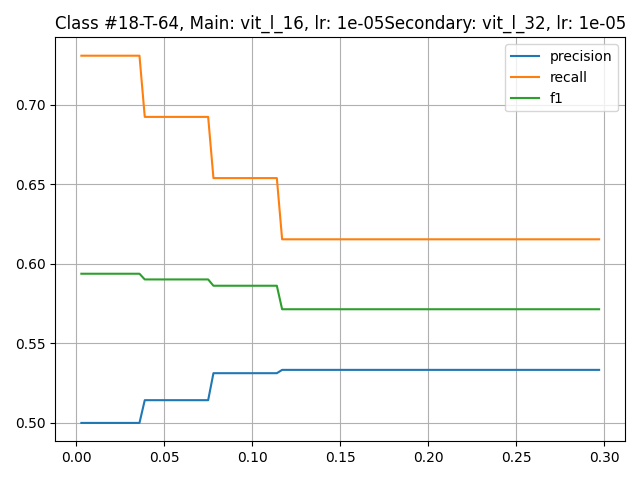 Class #18-T-64, Main: vit_l_16, lr: 1e-05Secondary: vit_l_32, lr: 1e-05
precision
recall
f1
0.70
0.65
0.60
0.55
0.50
0.00 0.05 0.10 0.15 0.20 0.25 0.30